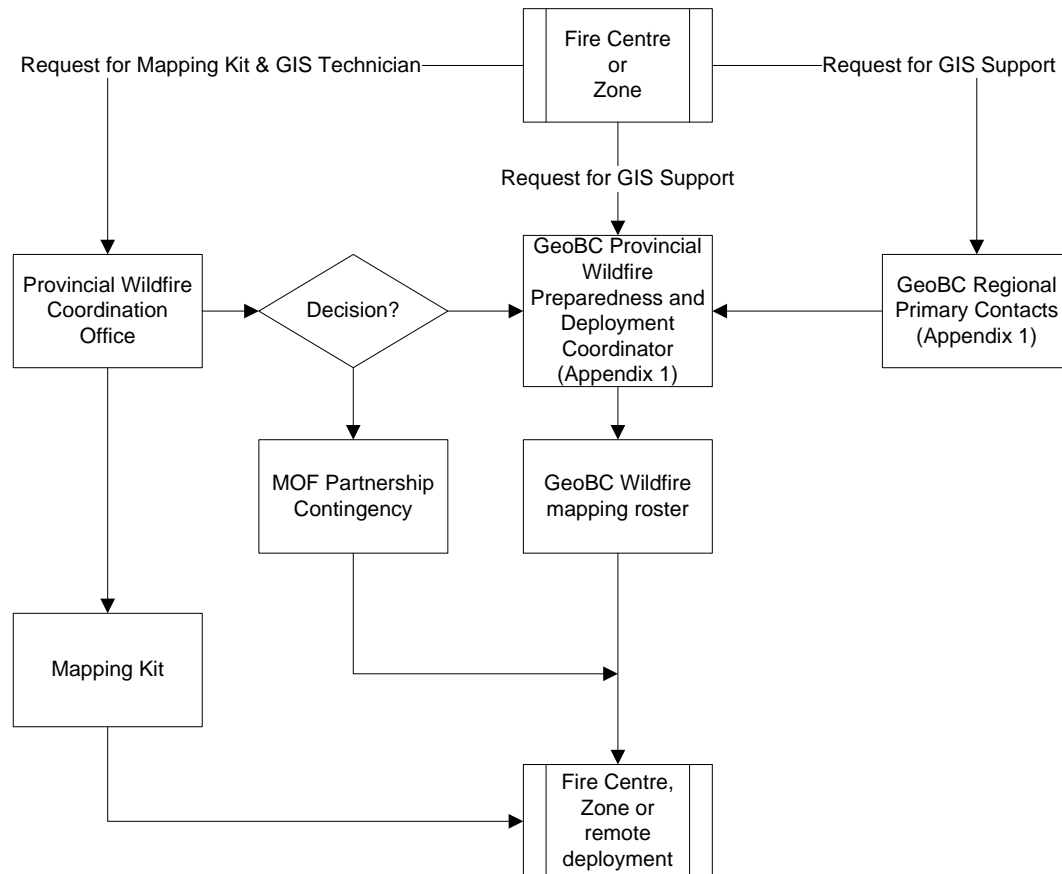 Fire Centre
or
Zone
Request for Mapping Kit & GIS Technician
Request for GIS Support
Request for GIS Support
Provincial Wildfire
Coordination
Office
Decision?
GeoBC Provincial
Wildfire
Preparedness and
Deployment
Coordinator
(Appendix 1)
GeoBC Regional
Primary Contacts
(Appendix 1)
MOF Partnership
Contingency
GeoBC Wildfire
mapping roster
Mapping Kit
Fire Centre,
Zone or
remote
deployment